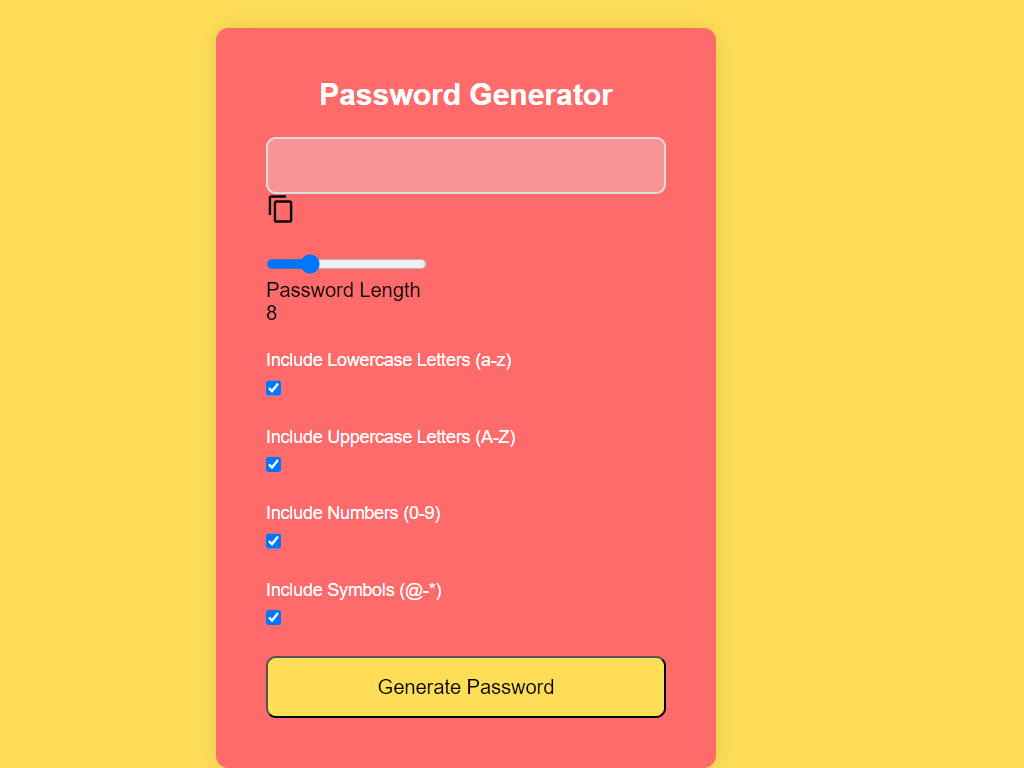 Password Generator
Password Length
8
Include Lowercase Letters (a-z)
Include Uppercase Letters (A-Z)
Include Numbers (0-9)
Include Symbols (@-*)
Generate Password